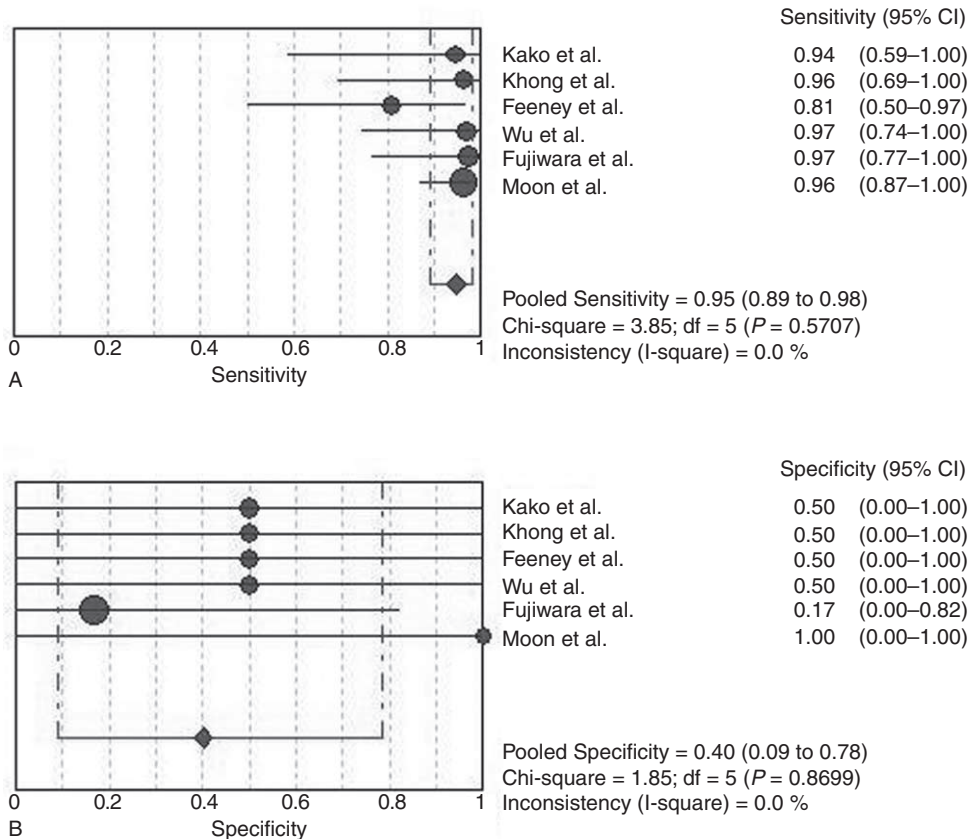 Sensitivity (95% CI)
Kako et al. 0.94 (0.59–1.00)
Khong et al. 0.96 (0.69–1.00)
Feeney et al. 0.81 (0.50–0.97)
Wu et al. 0.97 (0.74–1.00)
Fujiwara et al. 0.97 (0.77–1.00)
Moon et al. 0.96 (0.87–1.00)
Pooled Sensitivity = 0.95 (0.89 to 0.98)
Chi-square = 3.85; df = 5 (P = 0.5707)
Inconsistency (I-square) = 0.0 %
0 0.2 0.4 0.6 0.8 1
Sensitivity
A
Specificity (95% CI)
Kako et al. 0.50 (0.00–1.00)
Khong et al. 0.50 (0.00–1.00)
Feeney et al. 0.50 (0.00–1.00)
Wu et al. 0.50 (0.00–1.00)
Fujiwara et al. 0.17 (0.00–0.82)
Moon et al. 1.00 (0.00–1.00)
Pooled Specificity = 0.40 (0.09 to 0.78)
Chi-square = 1.85; df = 5 (P = 0.8699)
Inconsistency (I-square) = 0.0 %
0 0.2 0.4 0.6 0.8 1
Specificity
B